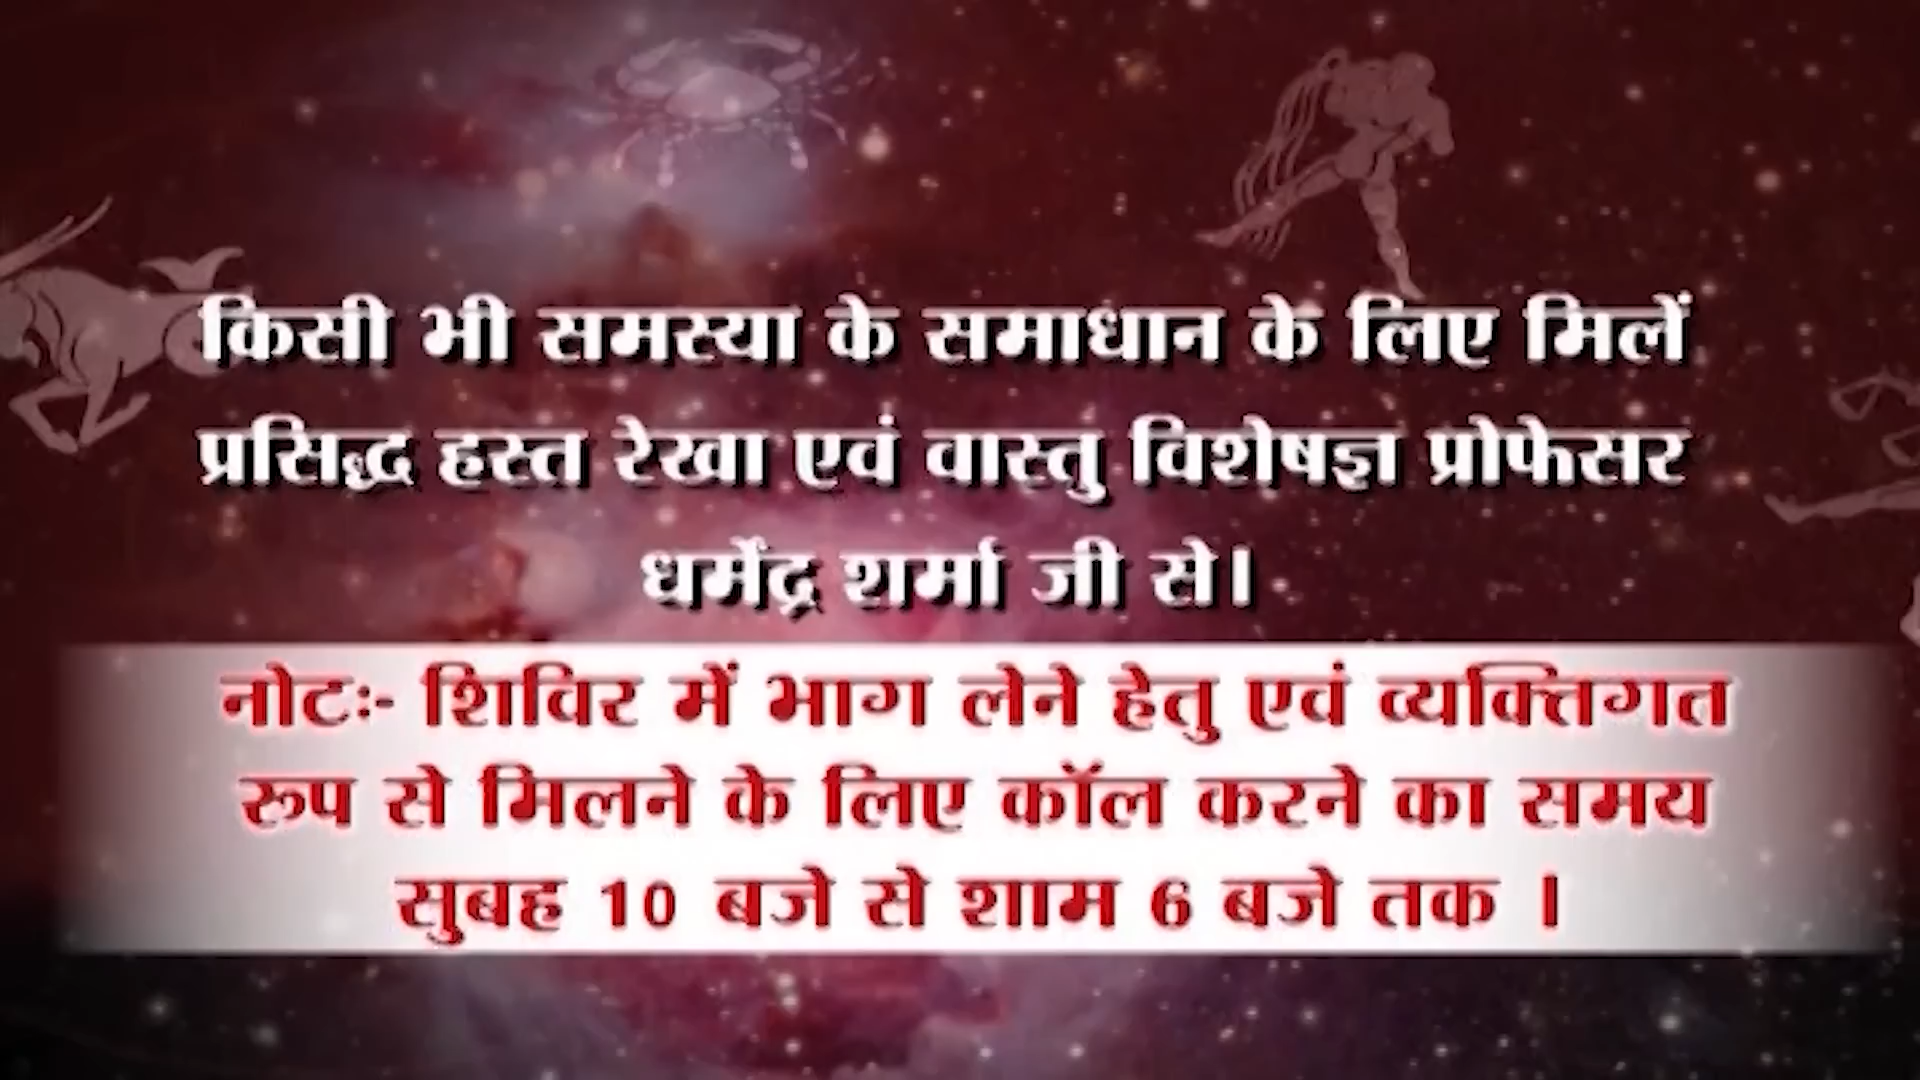 किसी भी समस्या के समाधान के लिए मिलें
प्रसिद्ध हस्त रेखा एवं वास्तु विशेषज्ञ प्रोफेसर
धर्मेंद्र शर्मा जी से।
नोटः- शिविर में भाग लेने हेतु एवं व्यक्तिगत
रुप से मिलने के लिए कॉल करने का समय
सुबह 10 बजे से शाम 6 बजे तक ।